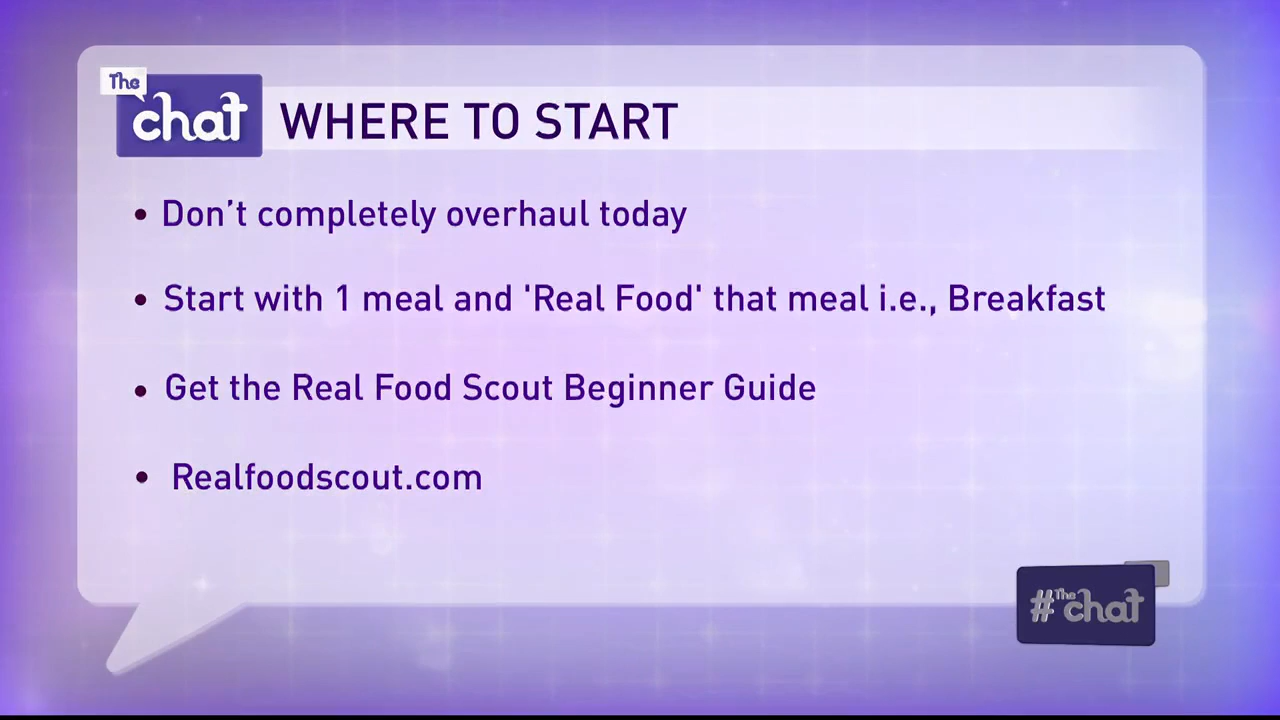 The
chat
WHERE TO START
• Don't completely overhaul today
• Start with 1 meal and 'Real Food' that meal i.e., Breakfast
• Get the Real Food Scout Beginner Guide
• Realfoodscout.com
#The chat